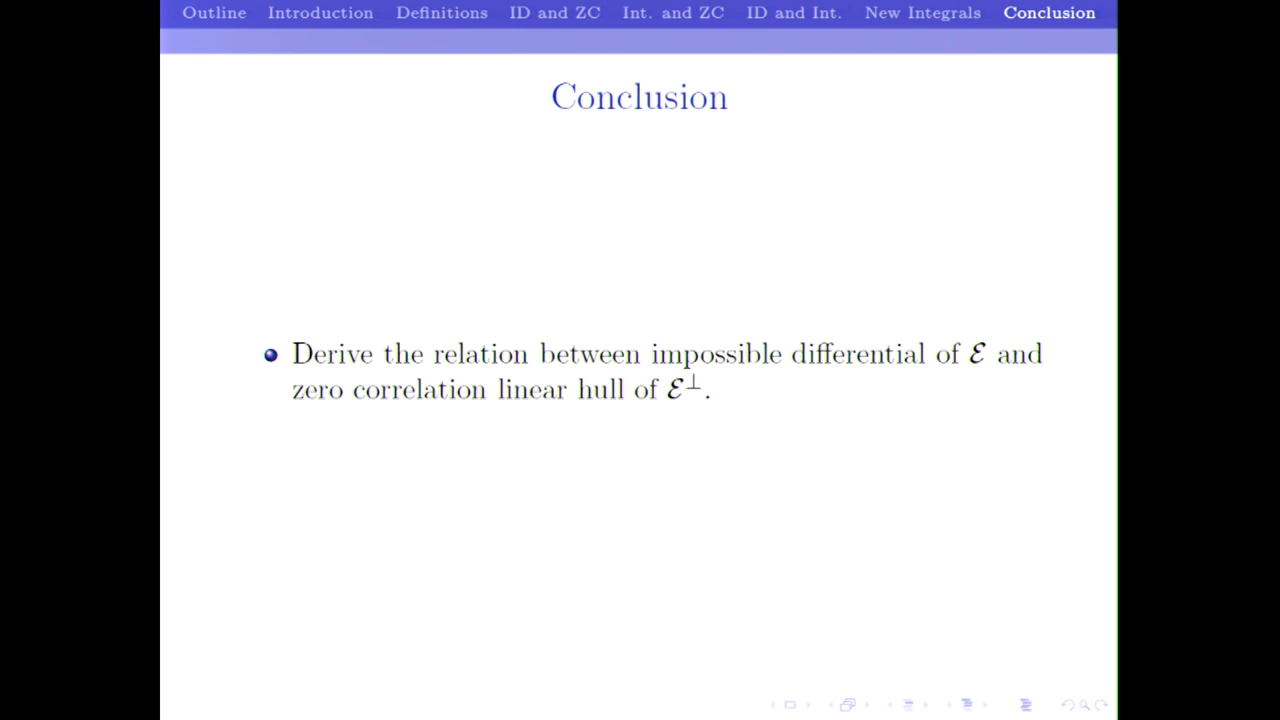 Outline Introduction Definitions ID and ZC Int. and ZC ID and Int. New Integrals Conclusion
Conclusion
Derive the relation between impossible differential of ℰ and
zero correlation linear hull of ℰ⊥.